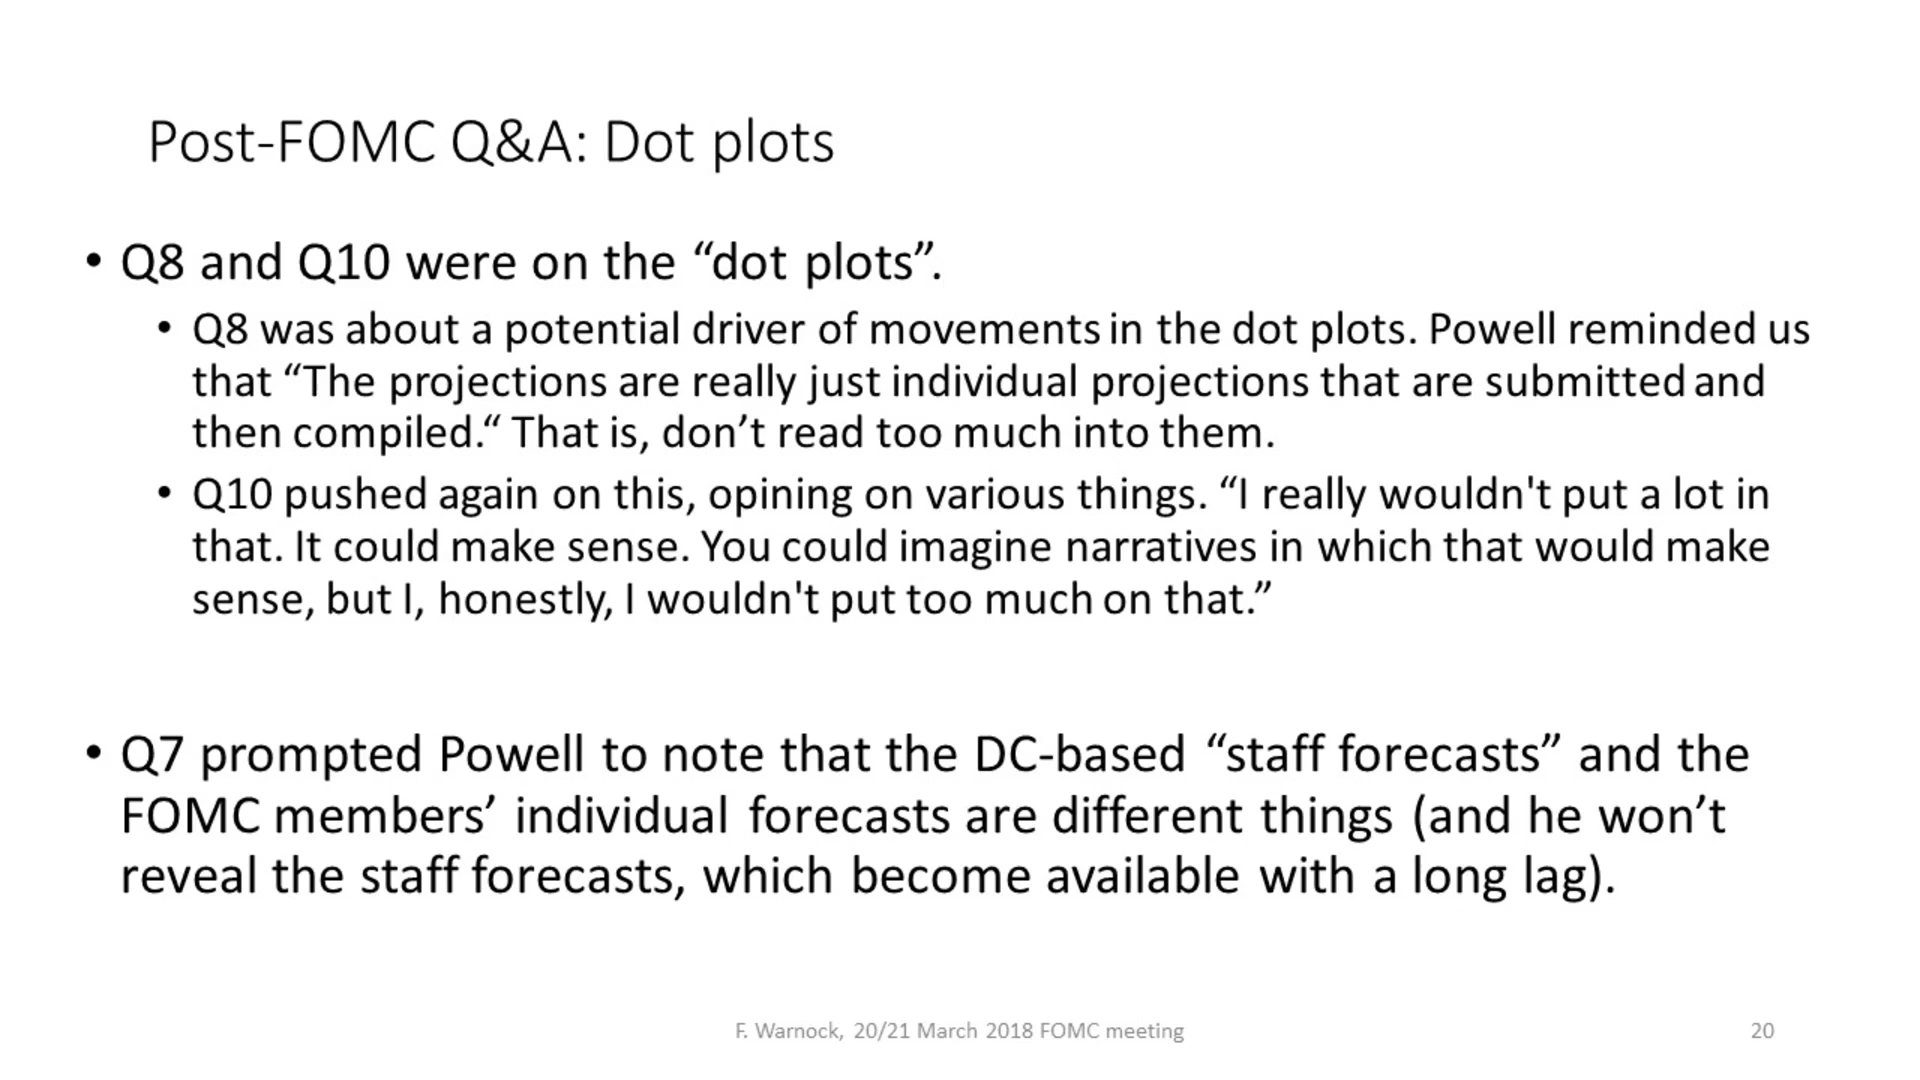 Post-FOMC Q&A: Dot plots
• Q8 and Q10 were on the “dot plots”.
• Q8 was about a potential driver of movements in the dot plots. Powell reminded us
that “The projections are really just individual projections that are submitted and
then compiled.“ That is, don’t read too much into them.
• Q10 pushed again on this, opining on various things. “I really wouldn't put a lot in
that. It could make sense. You could imagine narratives in which that would make
sense, but I, honestly, I wouldn't put too much on that.”
• Q7 prompted Powell to note that the DC-based “staff forecasts” and the
FOMC members’ individual forecasts are different things (and he won’t
reveal the staff forecasts, which become available with a long lag).
F. Warnock, 20/21 March 2018 FOMC meeting
20